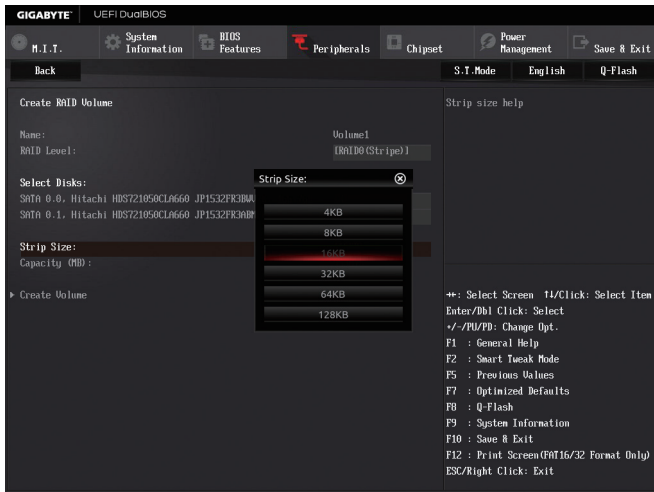 GIGABYTE™ UEFI DualBIOS
M.I.T.
System Information
BIOS Features
Peripherals
Chipset
Power Management
Save & Exit
Back
S.T.Mode English Q-Flash
Create RAID Volume
Name: Volume1
RAID Level: [RAID0(Stripe)]
Select Disks:
SATA 0.0, Hitachi HDS721050CLA660
SATA 0.1, Hitachi HDS721050CLA660
Strip Size:
Capacity (MB):
Create Volume
Strip Size:
4KB
8KB
16KB
32KB
64KB
128KB
Strip size help
→←: Select Screen ↑↓/Click: Select Item
Enter/Dbl Click: Select
+/-/PU/PD: Change Opt.
F1 : General Help
F2 : Smart Tweak Mode
F5 : Previous Values
F7 : Optimized Defaults
F8 : Q-Flash
F9 : System Information
F10 : Save & Exit
F12 : Print Screen(FAT16/32 Format Only)
ESC/Right Click: Exit